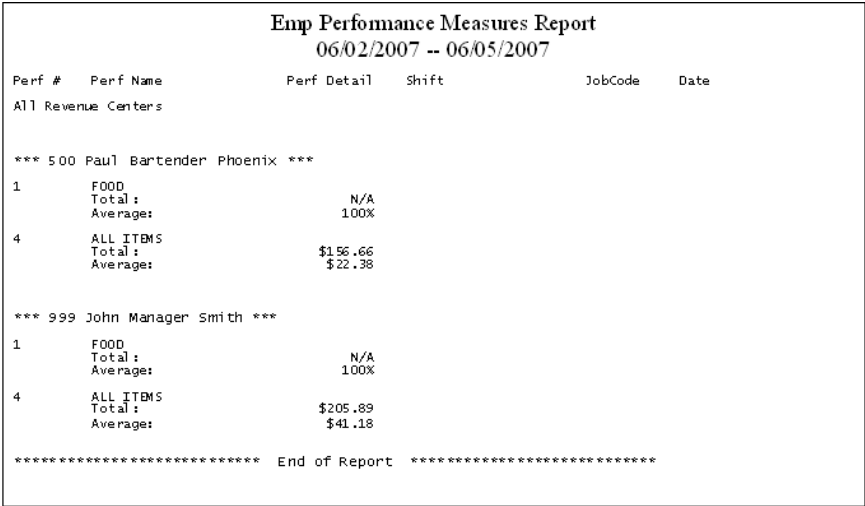 Emp Performance Measures Report
06/02/2007 -- 06/05/2007
Perf # Perf Name Perf Detail Shift JobCode Date
All Revenue Centers
*** 500 Paul Bartender Phoenix ***
1 FOOD
Total: N/A
Average: 100%
4 ALL ITEMS
Total: $156.66
Average: $22.38
*** 999 John Manager Smith ***
1 FOOD
Total: N/A
Average: 100%
4 ALL ITEMS
Total: $205.89
Average: $41.18
**************************** End of Report ****************************